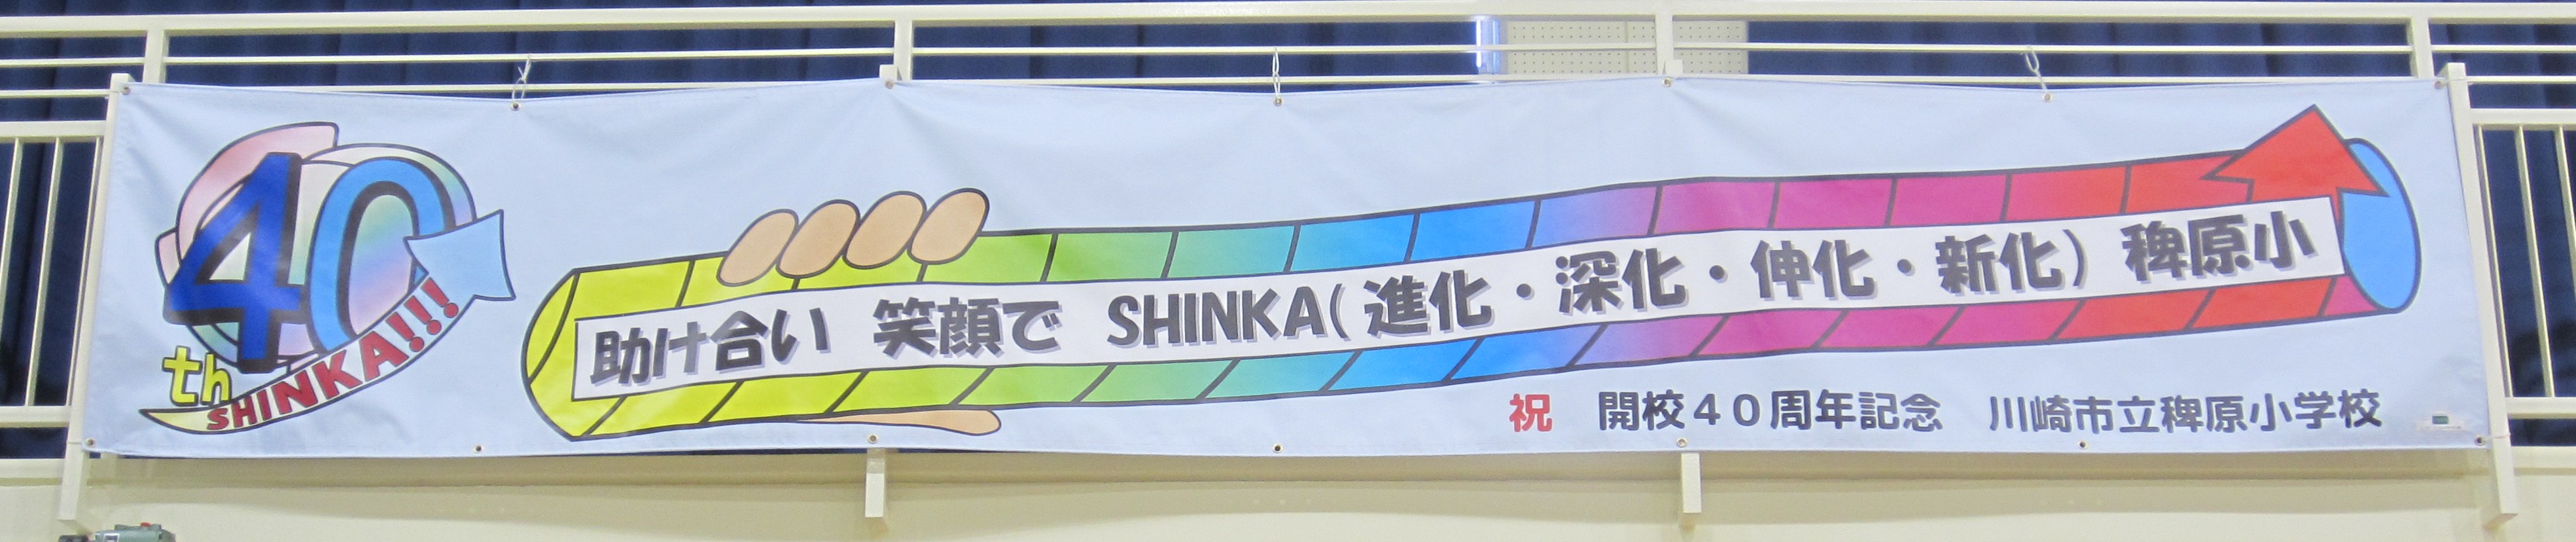 40
th
SHINKA!!!
助け合い 笑顔で SHINKA(進化・深化・伸化・新化) 稗原小
祝 開校40周年記念 川崎市立稗原小学校